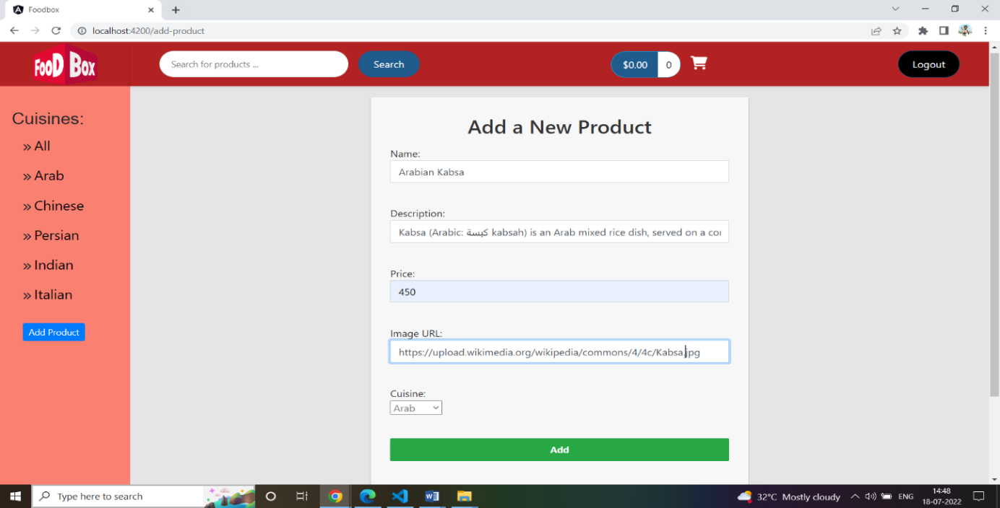 Foodbox
localhost:4200/add-product
FooD Box
Search for products ...
Search
$0.00
0
Logout
Cuisines:
» All
» Arab
» Chinese
» Persian
» Indian
» Italian
Add Product
Add a New Product
Name:
Arabian Kabsa
Description:
Kabsa (Arabic: كبسة kabsah) is an Arab mixed rice dish, served on a cor
Price:
450
Image URL:
https://upload.wikimedia.org/wikipedia/commons/4/4c/Kabsa.jpg
Cuisine:
Arab
Add
Type here to search
32°C Mostly cloudy
ENG
14:48
18-07-2022